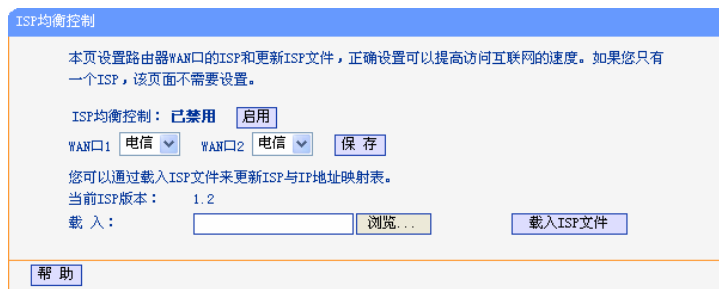 ISP均衡控制
本页设置路由器WAN口的ISP和更新ISP文件，正确设置可以提高访问互联网的速度。如果您只有
一个ISP，该页面不需要设置。
ISP均衡控制： 已禁用 启用
WAN口1 电信 WAN口2 电信 保 存
您可以通过载入ISP文件来更新ISP与IP地址映射表。
当前ISP版本： 1.2
载 入： 浏览... 载入ISP文件
帮 助